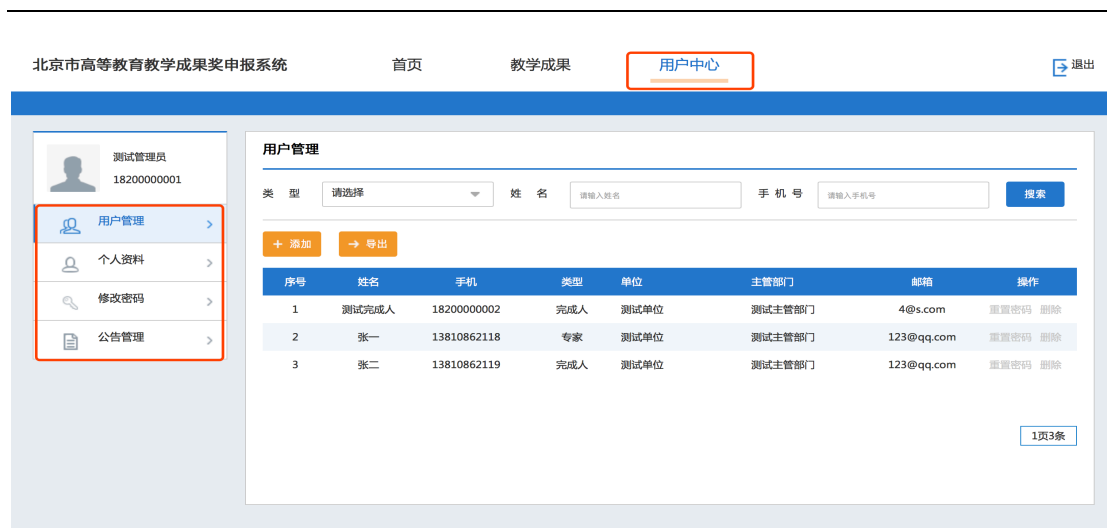 北京市高等教育教学成果奖申报系统 首页 教学成果 用户中心 退出
测试管理员
18200000001
用户管理
个人资料
修改密码
公告管理
用户管理
类 型 请选择 姓 名 请输入姓名 手 机 号 请输入手机号 搜索
+ 添加 → 导出
序号 姓名 手机 类型 单位 主管部门 邮箱 操作
1 测试完成人 18200000002 完成人 测试单位 测试主管部门 4@s.com 重置密码 删除
2 张一 13810862118 专家 测试单位 测试主管部门 123@qq.com 重置密码 删除
3 张二 13810862119 完成人 测试单位 测试主管部门 123@qq.com 重置密码 删除
1页3条